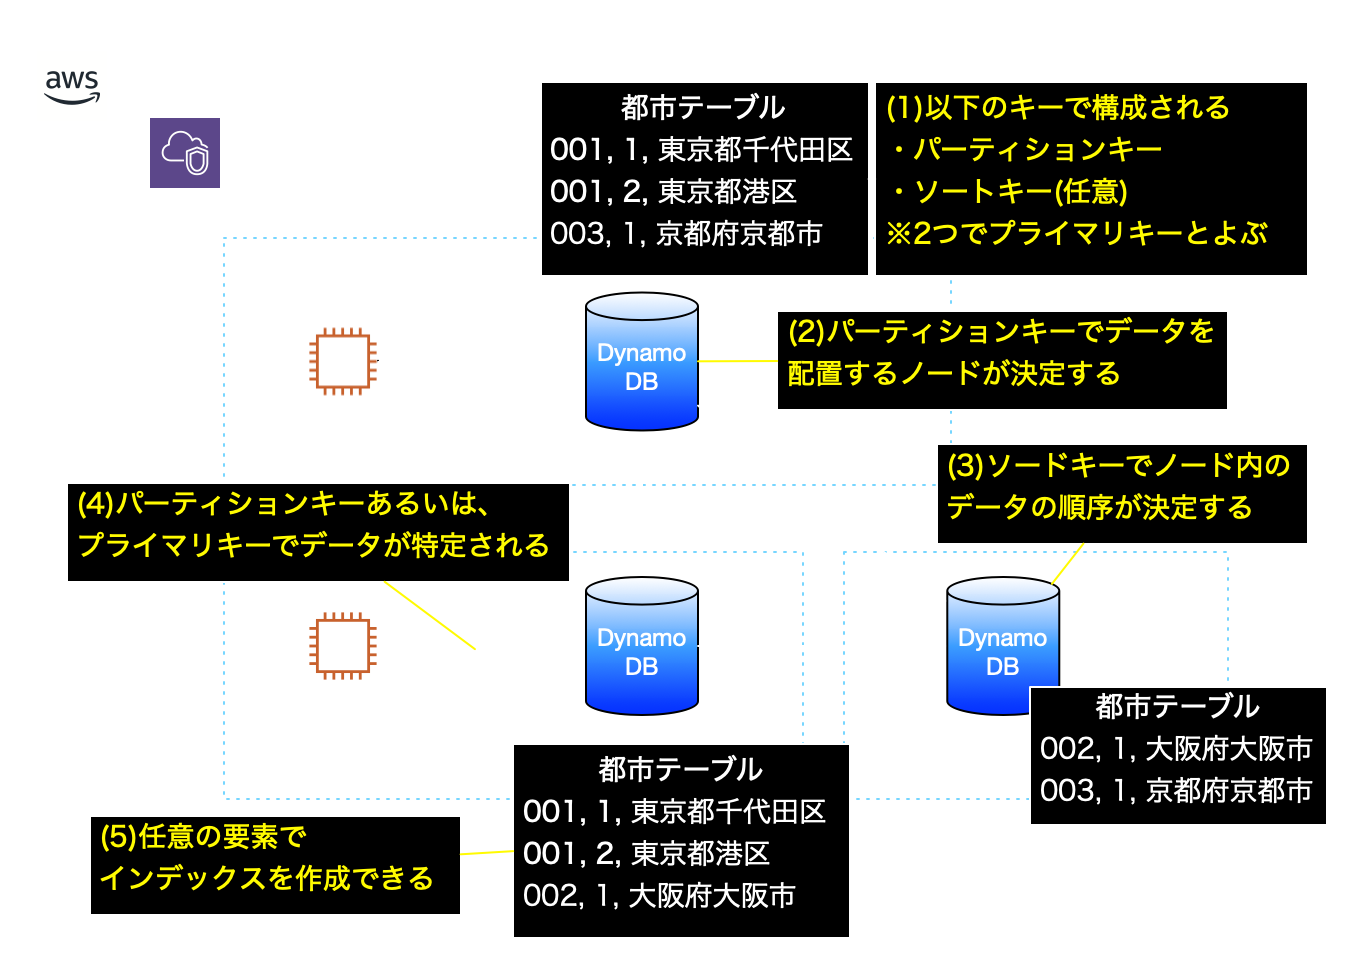 aws
都市テーブル
001, 1, 東京都千代田区
001, 2, 東京都港区
003, 1, 京都府京都市
(1)以下のキーで構成される
・パーティションキー
・ソートキー(任意)
※2つでプライマリキーとよぶ
Dynamo
DB
(2)パーティションキーでデータを
配置するノードが決定する
(3)ソードキーでノード内の
データの順序が決定する
(4)パーティションキーあるいは、
プライマリキーでデータが特定される
Dynamo
DB
Dynamo
DB
都市テーブル
002, 1, 大阪府大阪市
003, 1, 京都府京都市
都市テーブル
001, 1, 東京都千代田区
001, 2, 東京都港区
002, 1, 大阪府大阪市
(5)任意の要素で
インデックスを作成できる